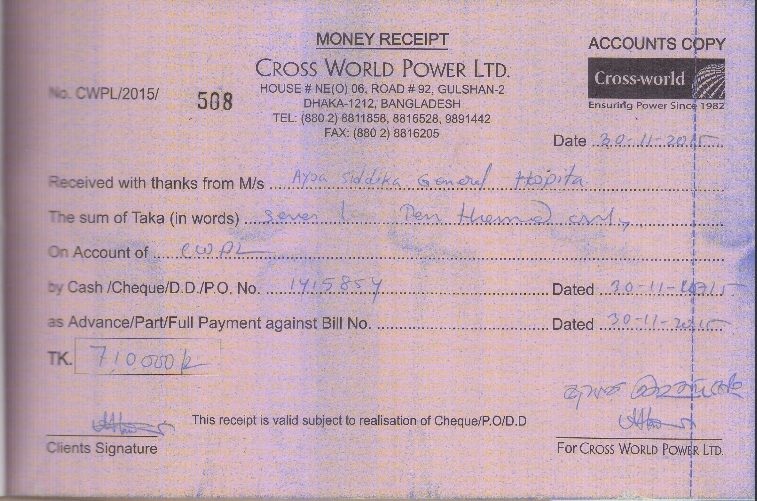 MONEY RECEIPT
ACCOUNTS COPY
CROSS WORLD POWER LTD.
Cross-world
Ensuring Power Since 1982
HOUSE # NE(O) 06, ROAD # 92, GULSHAN-2
DHAKA-1212, BANGLADESH
TEL: (880 2) 8811858, 8816528, 9891442
FAX: (880 2) 8816205
No. CWPL/2015/ 508
Date 30-11-2015
Received with thanks from M/s Aysa Siddika General Hopita
The sum of Taka (in words) Seven Ten only
On Account of CWPL
by Cash /Cheque/D.D./P.O. No. 1415854 Dated 30-11-2015
as Advance/Part/Full Payment against Bill No. Dated 30-11-2015
TK. 710000/
This receipt is valid subject to realisation of Cheque/P.O/D.D
Clients Signature
For CROSS WORLD POWER LTD.